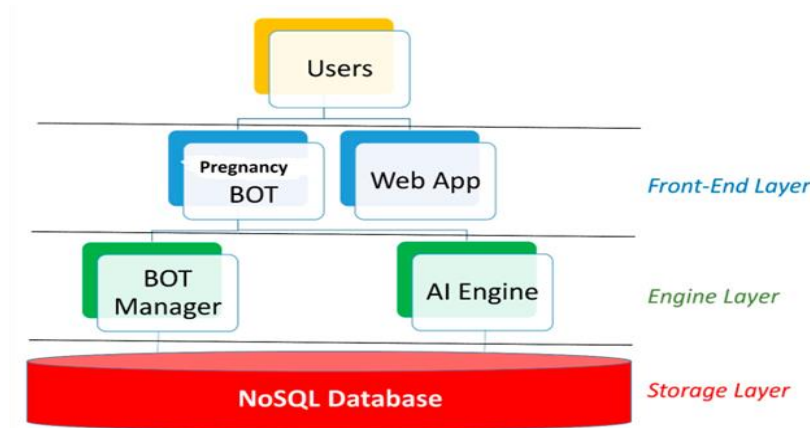 Users
Pregnancy
BOT
Web App
Front-End Layer
BOT
Manager
AI Engine
Engine Layer
NoSQL Database
Storage Layer